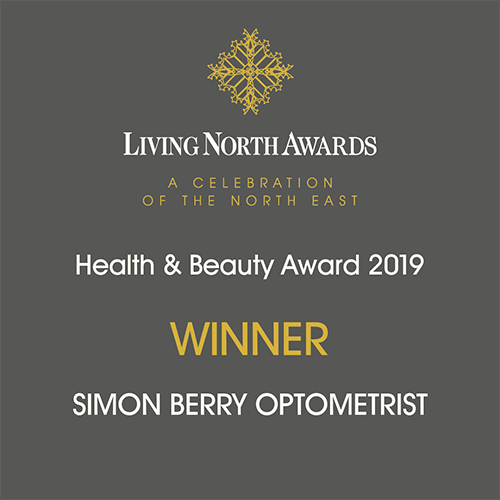 LIVING NORTH AWARDS
A CELEBRATION
OF THE NORTH EAST
Health & Beauty Award 2019
WINNER
SIMON BERRY OPTOMETRIST